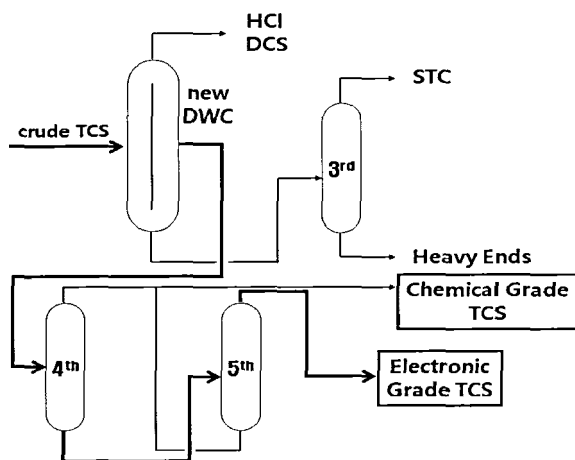 HCl
DCS
new
DWC
crude TCS
STC
3rd
Heavy Ends
Chemical Grade
TCS
4th
5th
Electronic
Grade TCS